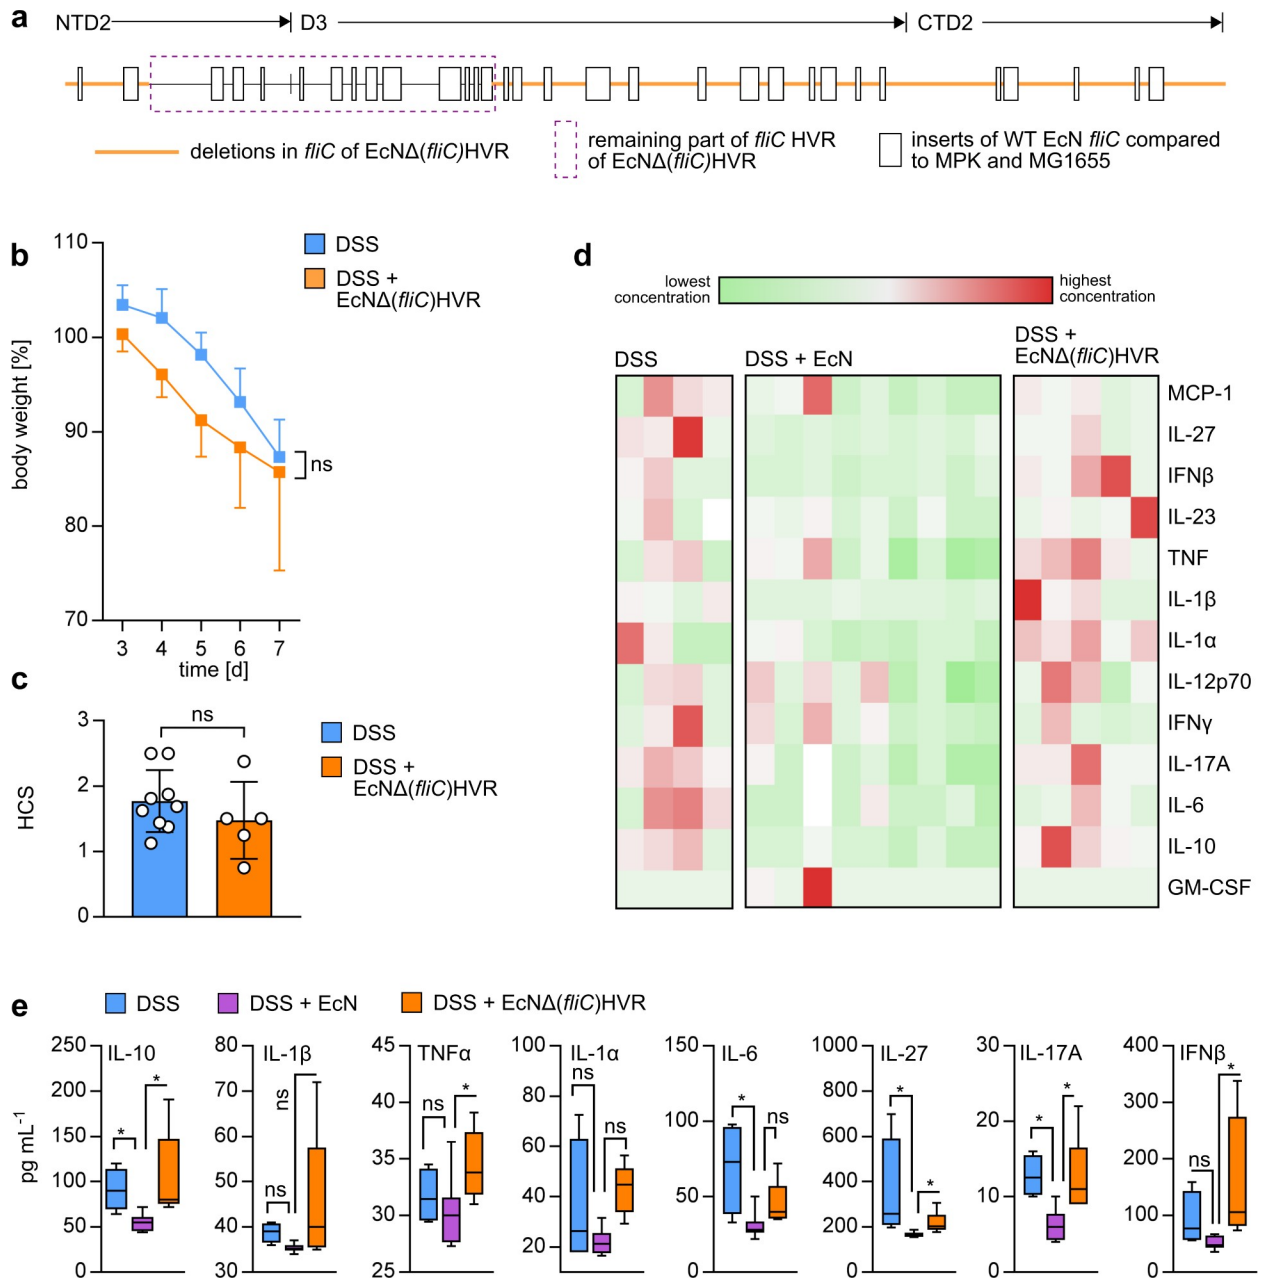 a
NTD2 D3 CTD2
deletions in fliC of EcNΔ(fliC)HVR
remaining part of fliC HVR
of EcNΔ(fliC)HVR
inserts of WT EcN fliC compared
to MPK and MG1655
b
110
100
90
80
70
body weight [%]
3 4 5 6 7
time [d]
DSS
DSS +
EcNΔ(fliC)HVR
ns
c
3
2
1
0
HCS
ns
DSS
DSS +
EcNΔ(fliC)HVR
d
lowest
concentration
highest
concentration
DSS
DSS + EcN
DSS +
EcNΔ(fliC)HVR
MCP-1
IL-27
IFNβ
IL-23
TNF
IL-1β
IL-1α
IL-12p70
IFNγ
IL-17A
IL-6
IL-10
GM-CSF
e
DSS DSS + EcN DSS + EcNΔ(fliC)HVR
pg mL⁻¹
IL-10
250
200
150
100
50
0
* *
IL-1β
80
70
60
50
40
30
ns ns
TNFα
45
40
35
30
25
ns *
IL-1α
100
80
60
40
20
ns ns
IL-6
150
100
50
0
* ns
IL-27
1000
800
600
400
200
0
* *
IL-17A
30
20
10
0
* *
IFNβ
400
300
200
100
0
ns *